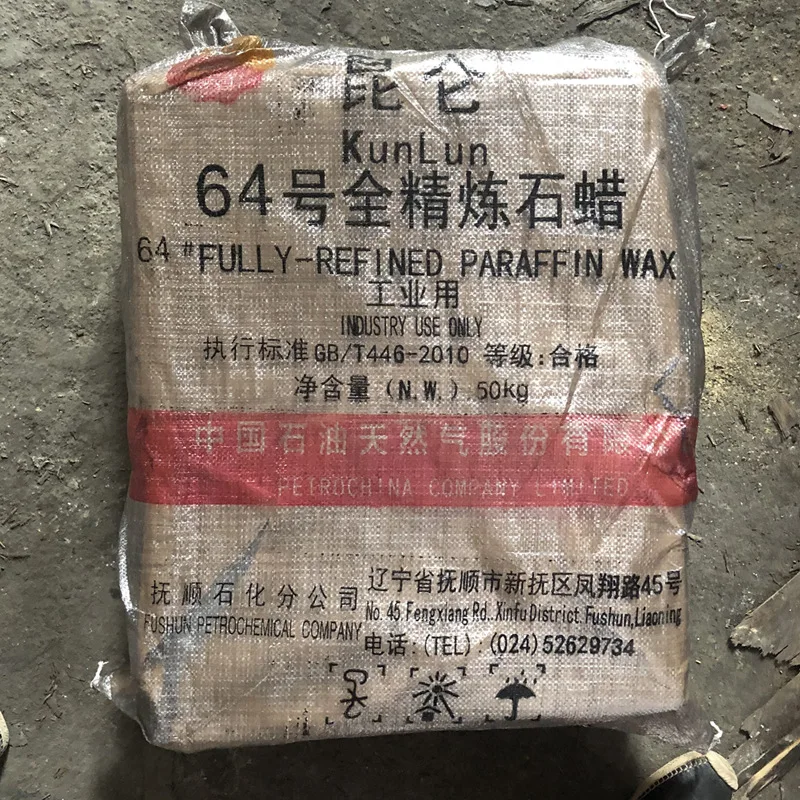 昆仑
KunLun
64号全精炼石蜡
64 #FULLY-REFINED PARAFFIN WAX
工业用
INDUSTRY USE ONLY
执行标准 GB/T446-2010 等级:合格
净含量 (N.W.) 50kg
中国石油天然气股份有限
PETROCHINA COMPANY LIMITED
抚顺石化分公司
FUSHUN PETROCHEMICAL COMPANY
辽宁省抚顺市新抚区凤翔路45号
No. 45 Fengxiang Rd. Xinfu District. Fushun, Liaoning
电话:(TEL):(024)52629734